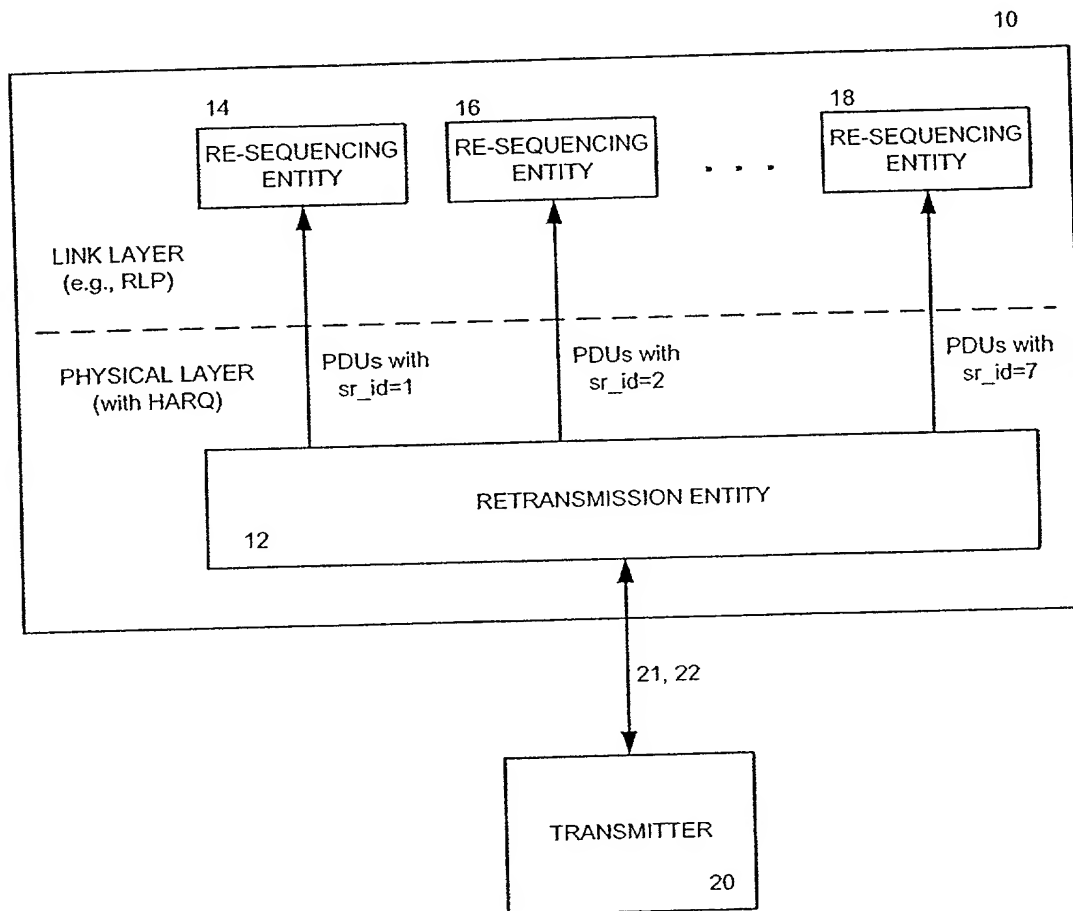 10
14
16
18
RE-SEQUENCING
ENTITY
RE-SEQUENCING
ENTITY
. . .
RE-SEQUENCING
ENTITY
LINK LAYER
(e.g., RLP)
PHYSICAL LAYER
(with HARQ)
PDUs with
sr_id=1
PDUs with
sr_id=2
PDUs with
sr_id=7
RETRANSMISSION ENTITY
12
21, 22
TRANSMITTER
20